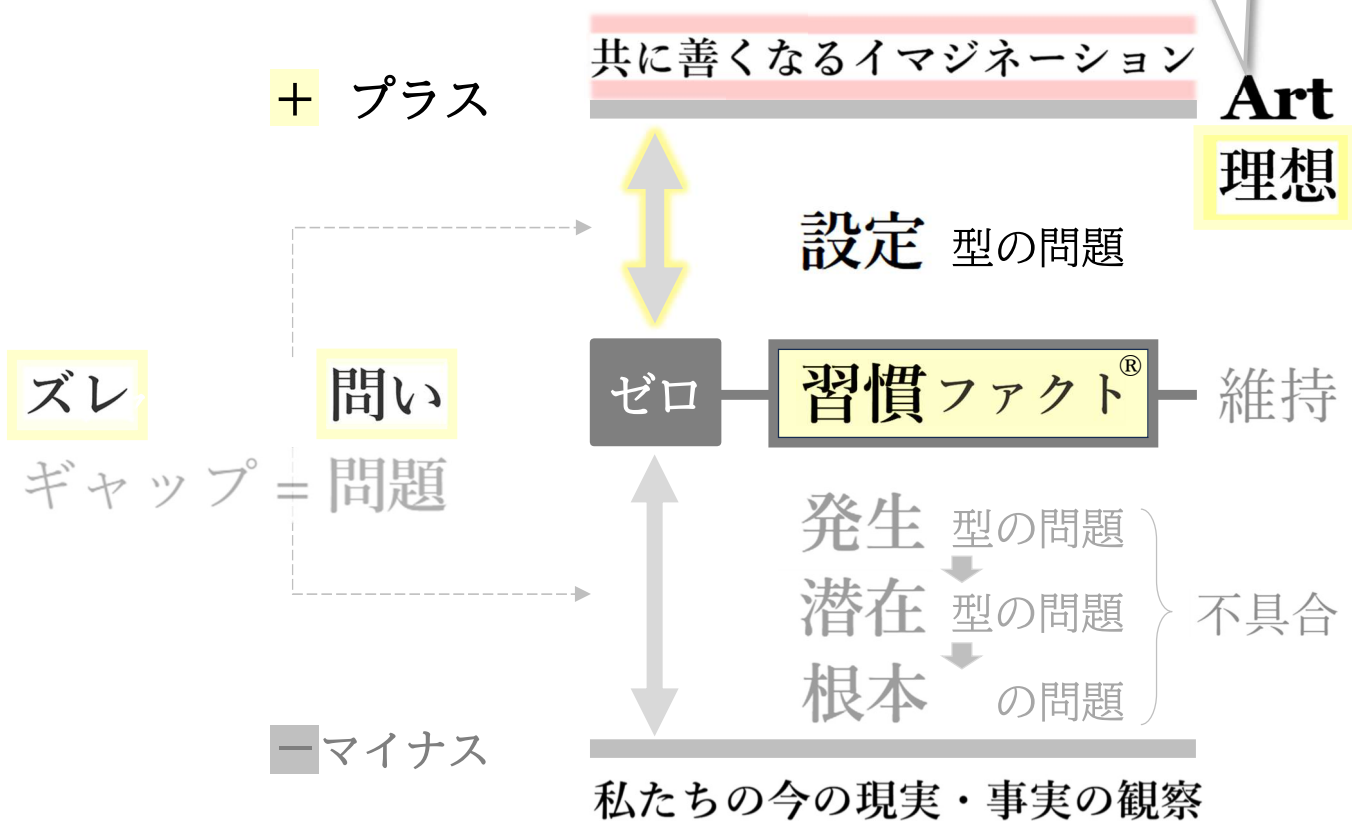 共に善くなるイマジネーション
＋ プラス
Art
理想
設定 型の問題
ズレ 問い ゼロ 習慣ファクト® 維持
ギャップ = 問題
発生 型の問題
潜在 型の問題 不具合
根本 の問題
－マイナス
私たちの今の現実・事実の観察